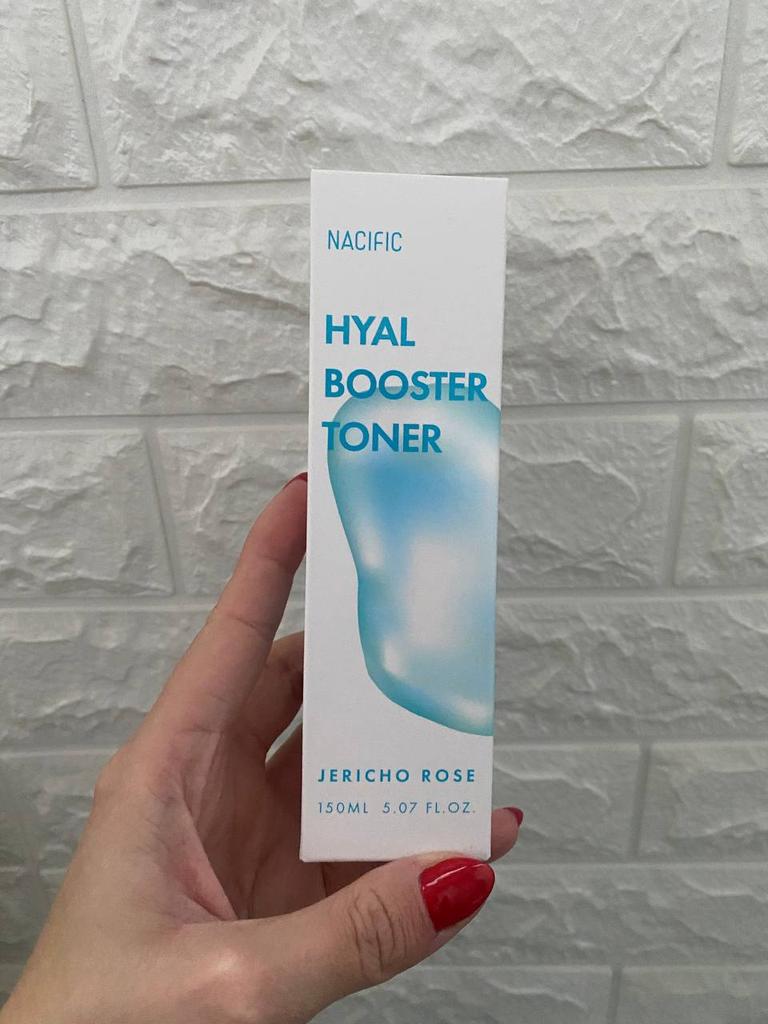 NACIFIC
HYAL
BOOSTER
TONER
JERICHO ROSE
150ML 5.07 FL.OZ.